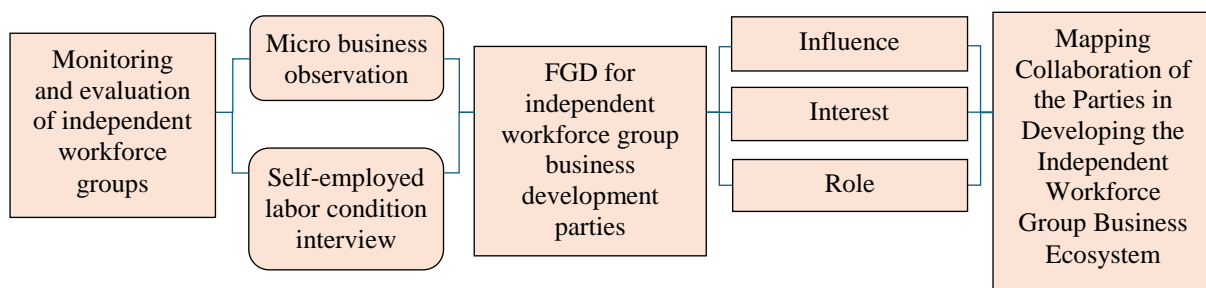 Monitoring
and evaluation
of independent
workforce
groups
Micro business
observation
Self-employed
labor condition
interview
FGD for
independent
workforce group
business
development
parties
Influence
Interest
Role
Mapping
Collaboration of
the Parties in
Developing the
Independent
Workforce
Group Business
Ecosystem